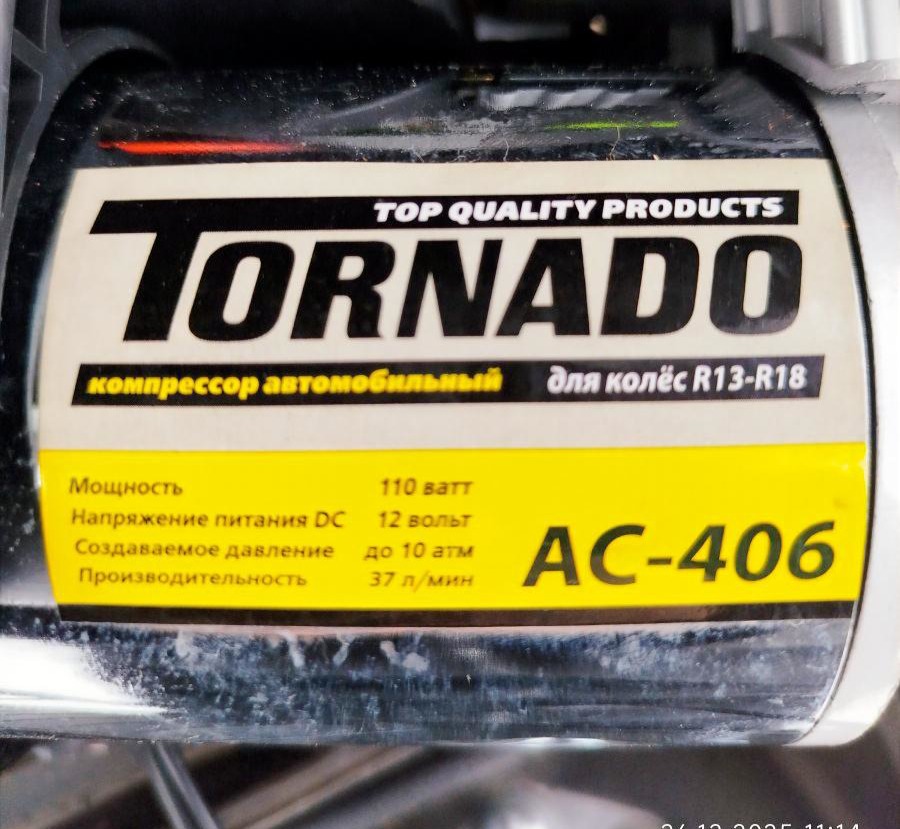 TOP QUALITY PRODUCTS
TORNADO
компрессор автомобильный для колёс R13-R18
Мощность 110 ватт
Напряжение питания DC 12 вольт
Создаваемое давление до 10 атм
Производительность 37 л/мин
AC-406